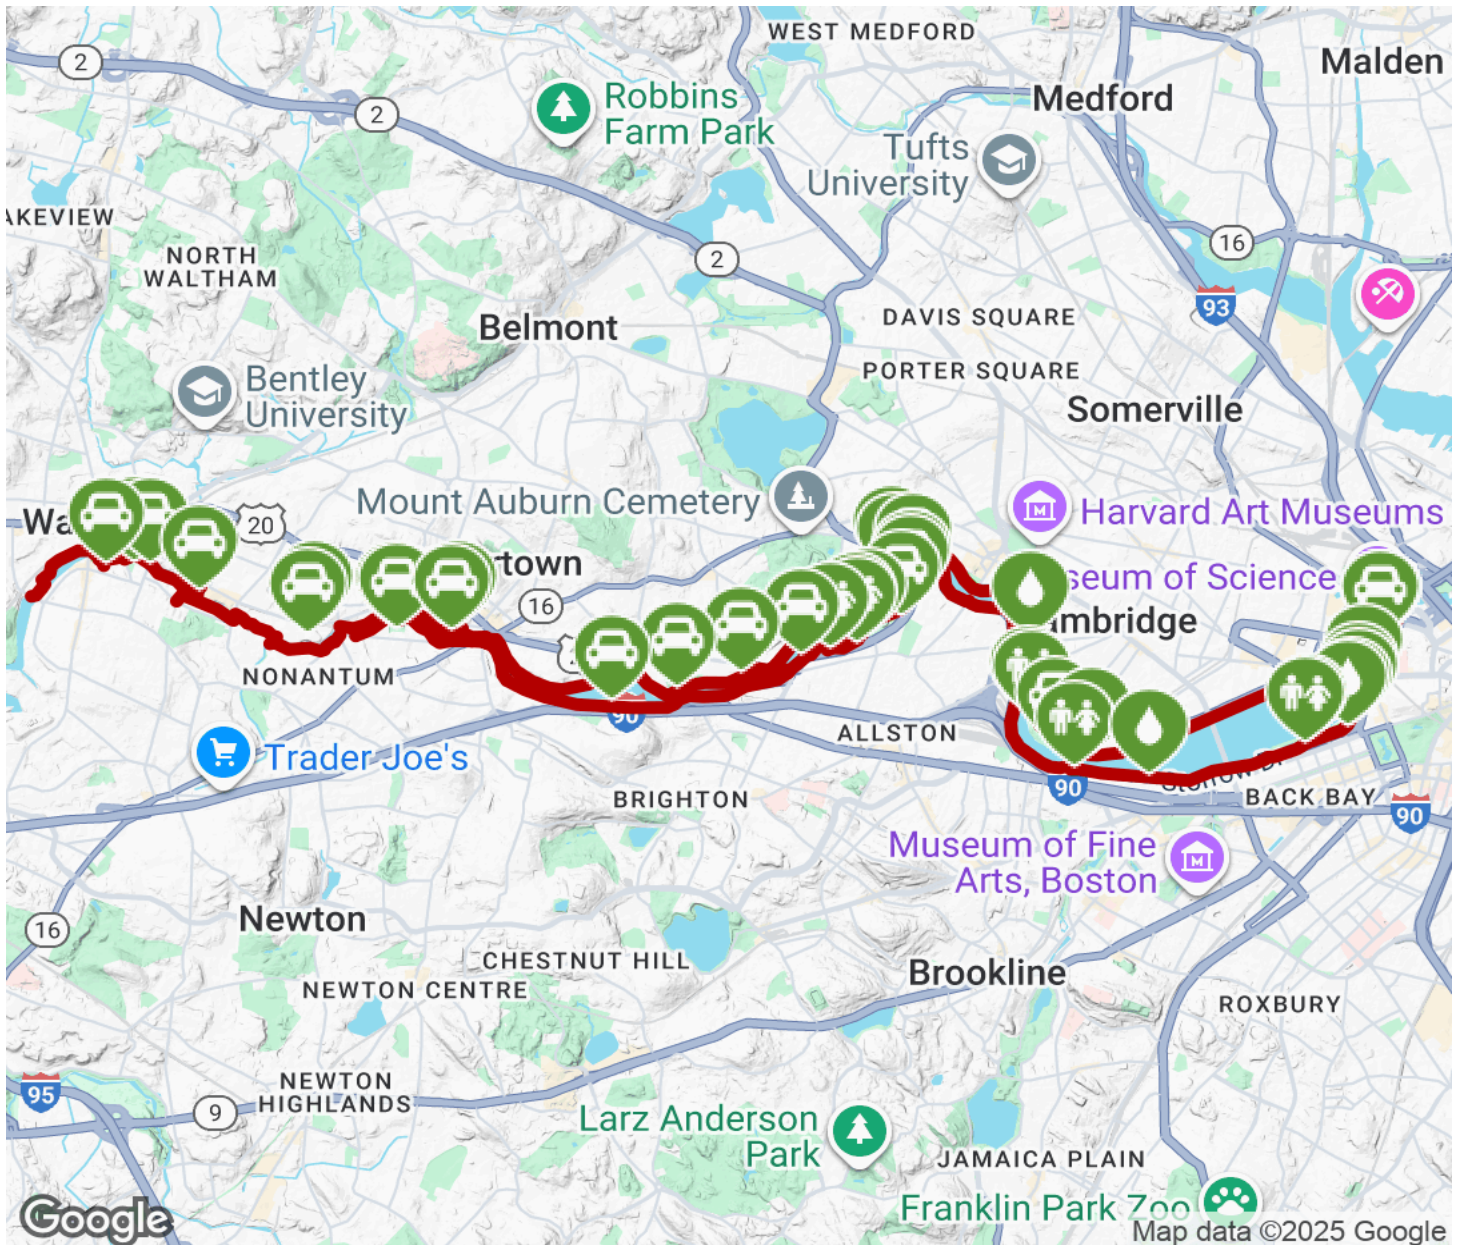 WEST MEDFORD
Malden
2
Robbins
Farm Park
Medford
2
Tufts
University
AKEVIEW
NORTH
WALTHAM
2
16
93
Belmont
DAVIS SQUARE
PORTER SQUARE
Bentley
University
Somerville
Mount Auburn Cemetery
Harvard Art Museums
Wa
20
rtown
seum of Science
16
ambridge
NONANTUM
90
ALLSTON
Trader Joe's
90
BACK BAY
BRIGHTON
90
Museum of Fine
Arts, Boston
16
Newton
CHESTNUT HILL
Brookline
NEWTON CENTRE
ROXBURY
95
NEWTON
HIGHLANDS
9
Larz Anderson
Park
JAMAICA PLAIN
Franklin Park Zoo
Google
Map data ©2025 Google